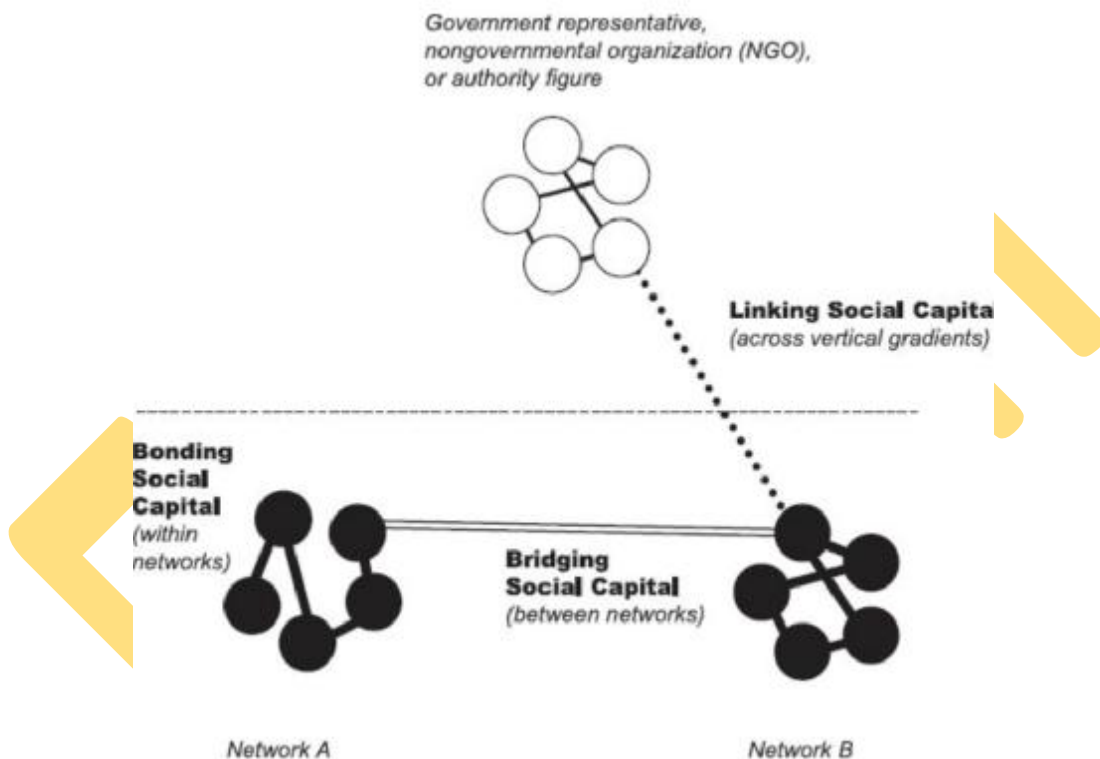 Government representative,
nongovernmental organization (NGO),
or authority figure
Linking Social Capita
(across vertical gradients)
Bonding
Social
Capital
(within
networks)
Bridging
Social Capital
(between networks)
Network A
Network B